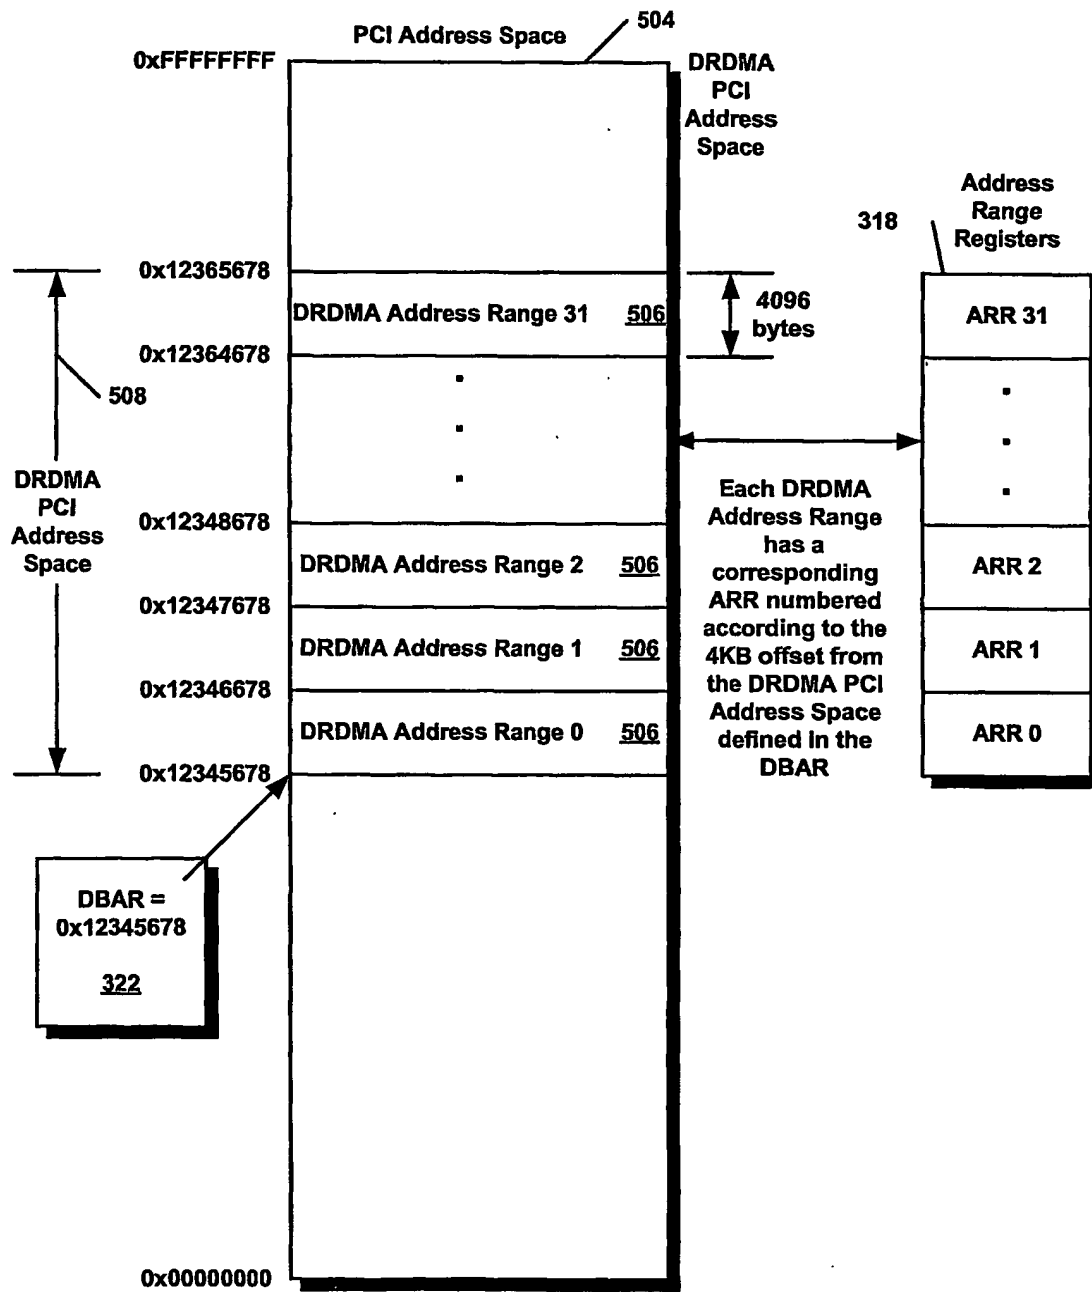 PCI Address Space
504
0xFFFFFFFF
DRDMA
PCI
Address
Space
Address
Range
Registers
318
0x12365678
DRDMA Address Range 31 506
4096
bytes
ARR 31
0x12364678
508
DRDMA
PCI
Address
Space
0x12348678
DRDMA Address Range 2 506
ARR 2
0x12347678
DRDMA Address Range 1 506
ARR 1
0x12346678
DRDMA Address Range 0 506
ARR 0
0x12345678
Each DRDMA
Address Range
has a
corresponding
ARR numbered
according to the
4KB offset from
the DRDMA PCI
Address Space
defined in the
DBAR
DBAR =
0x12345678
322
0x00000000